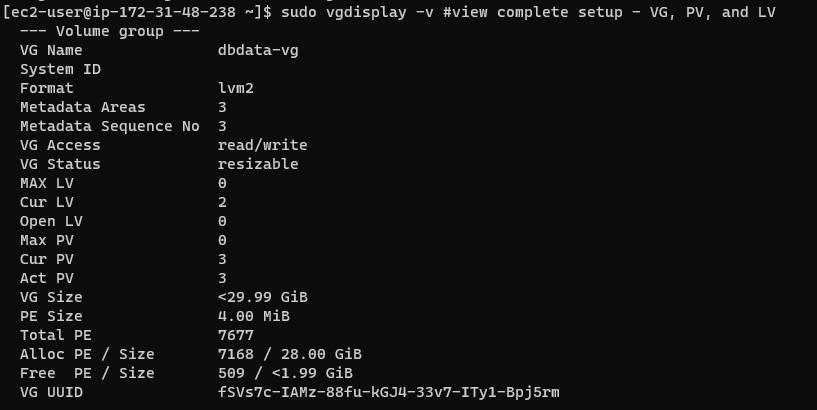 [ec2-user@ip-172-31-48-238 ~]$ sudo vgdisplay -v #view complete setup - VG, PV, and LV
  --- Volume group ---
  VG Name               dbdata-vg
  System ID
  Format                lvm2
  Metadata Areas        3
  Metadata Sequence No  3
  VG Access             read/write
  VG Status             resizable
  MAX LV                0
  Cur LV                2
  Open LV               0
  Max PV                0
  Cur PV                3
  Act PV                3
  VG Size               <29.99 GiB
  PE Size               4.00 MiB
  Total PE              7677
  Alloc PE / Size       7168 / 28.00 GiB
  Free  PE / Size       509 / <1.99 GiB
  VG UUID               fSVs7c-IAMz-88fu-kGJ4-33v7-ITy1-Bpj5rm